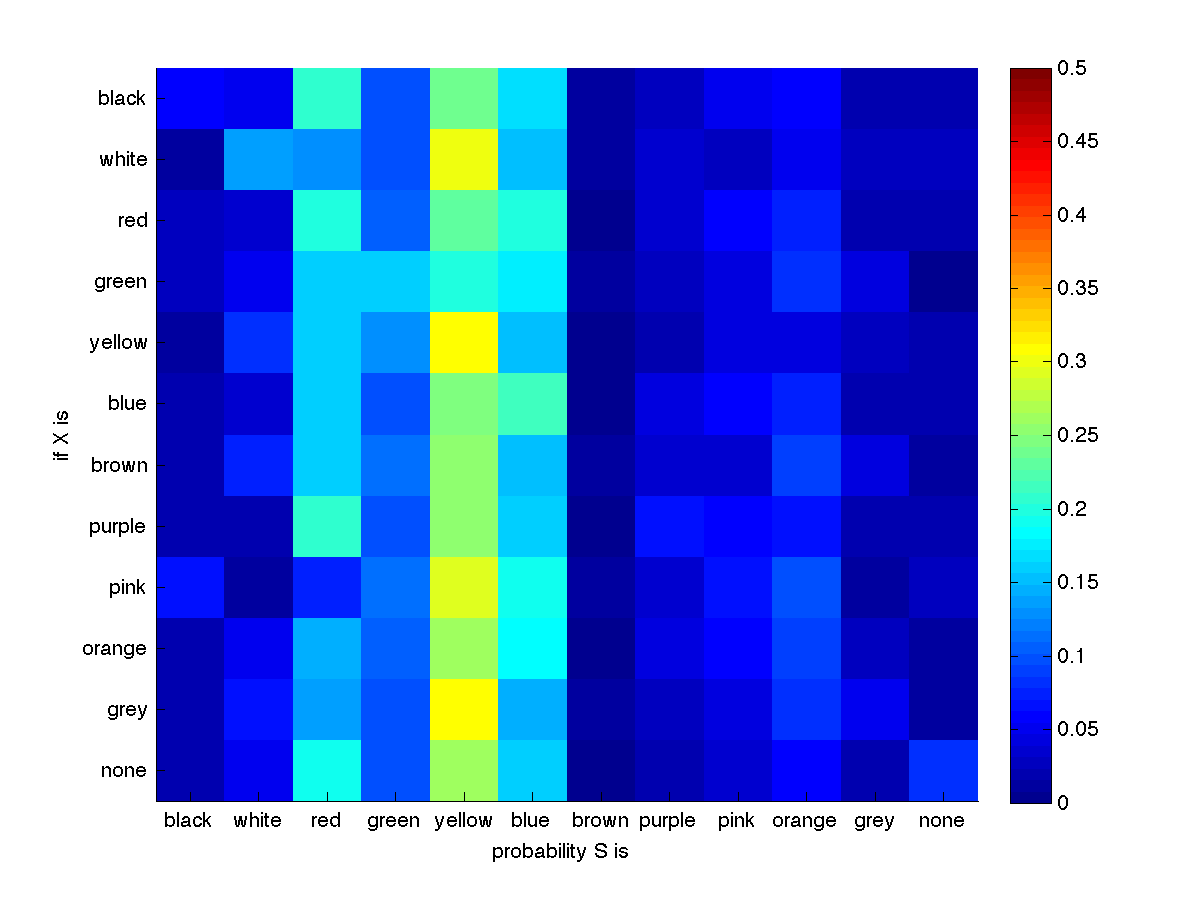 black
white
red
green
yellow
blue
brown
purple
pink
orange
grey
none
if X is
black white red green yellow blue brown purple pink orange grey none
probability S is
0.5
0.45
0.4
0.35
0.3
0.25
0.2
0.15
0.1
0.05
0